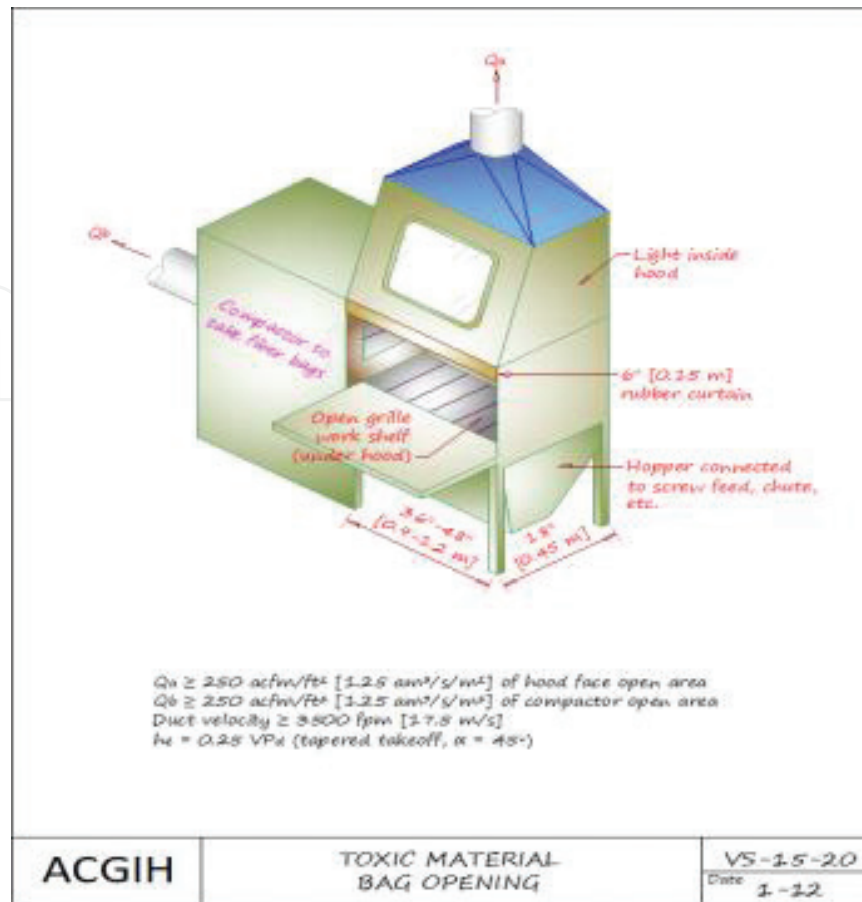 Qa
Qb
Light inside
hood
Compactor to
take fiber bags
6" [0.15 m]
rubber curtain
Open grille
work shelf
(under hood)
Hopper connected
to screw feed, chute,
etc.
36"-48"
[0.9-1.2 m]
18"
[0.45 m]
Qa ≥ 250 acfm/ft² [1.25 am³/s/m²] of hood face open area
Qb ≥ 250 acfm/ft² [1.25 am³/s/m²] of compactor open area
Duct velocity ≥ 3500 fpm [17.5 m/s]
he = 0.25 VPd (tapered takeoff, α = 45°)
ACGIH
TOXIC MATERIAL
BAG OPENING
VS-15-20
Date
1-12